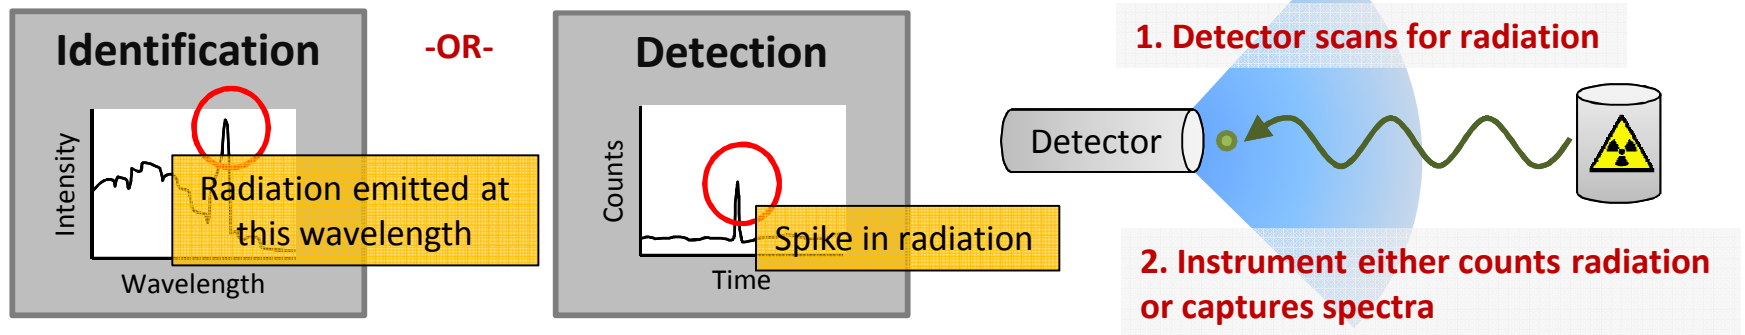 Identification
Intensity
Radiation emitted at
this wavelength
Wavelength
-OR-
Detection
Counts
Spike in radiation
Time
1. Detector scans for radiation
Detector
2. Instrument either counts radiation
or captures spectra